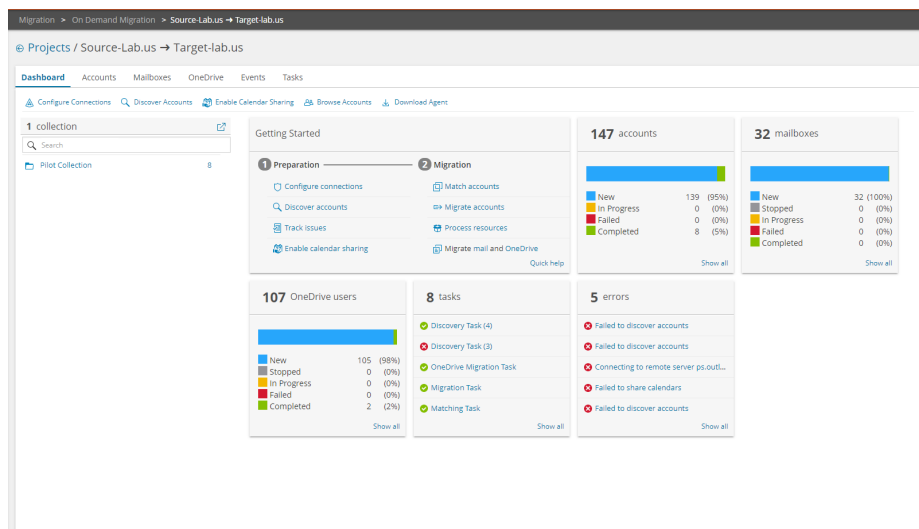 Migration > On Demand Migration > Source-Lab.us → Target-lab.us
Projects / Source-Lab.us → Target-lab.us
Dashboard Accounts Mailboxes OneDrive Events Tasks
Configure Connections Discover Accounts Enable Calendar Sharing Browse Accounts Download Agent
1 collection
Search
Pilot Collection 8
Getting Started
1 Preparation
Configure connections
Discover accounts
Track issues
Enable calendar sharing
2 Migration
Match accounts
Migrate accounts
Process resources
Migrate mail and OneDrive
Quick help
147 accounts
New 139 (95%)
In Progress 0 (0%)
Failed 0 (0%)
Completed 8 (5%)
Show all
32 mailboxes
New 32 (100%)
Stopped 0 (0%)
In Progress 0 (0%)
Failed 0 (0%)
Completed 0 (0%)
Show all
107 OneDrive users
New 105 (98%)
Stopped 0 (0%)
In Progress 0 (0%)
Failed 0 (0%)
Completed 2 (2%)
Show all
8 tasks
Discovery Task (4)
Discovery Task (3)
OneDrive Migration Task
Migration Task
Matching Task
Show all
5 errors
Failed to discover accounts
Failed to discover accounts
Connecting to remote server ps.outl...
Failed to share calendars
Failed to discover accounts
Show all